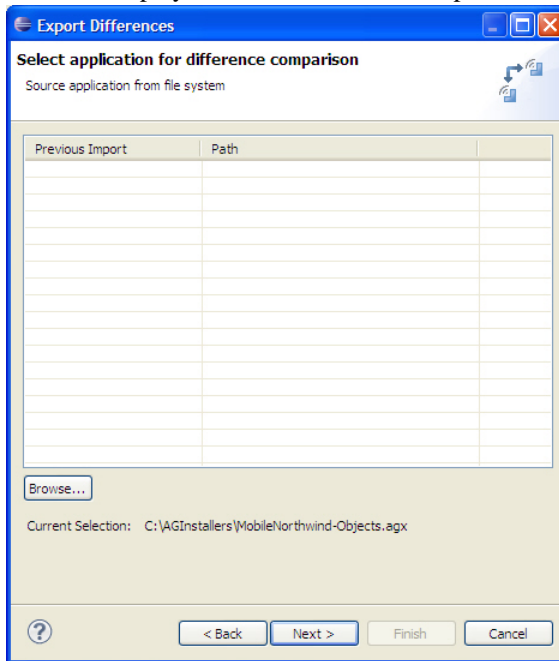 Export Differences
Select application for difference comparison
Source application from file system
Previous Import Path
Browse...
Current Selection: C:\AGInstallers\MobileNorthwind-Objects.agx
? < Back Next > Finish Cancel